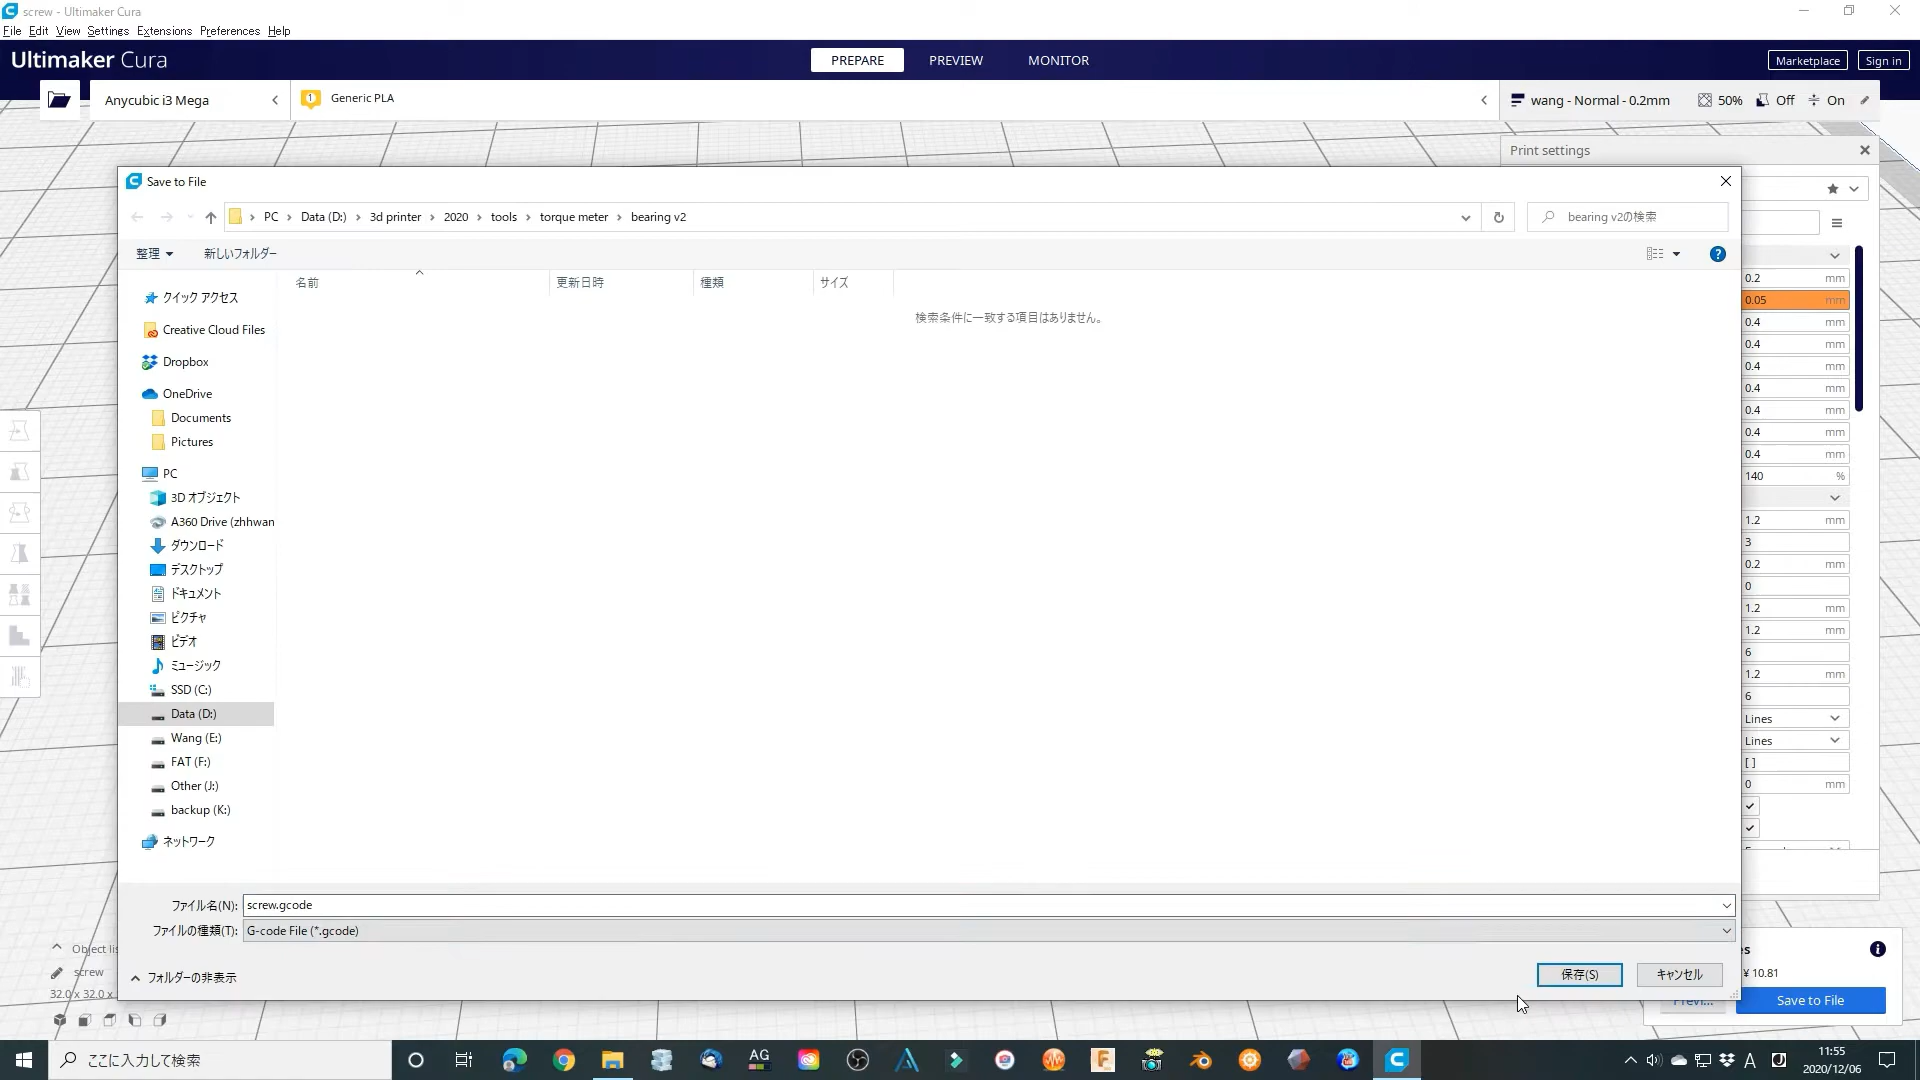 screw - Ultimaker Cura
File Edit View Settings Extensions Preferences Help
Ultimaker Cura
PREPARE
PREVIEW
MONITOR
Marketplace
Sign in
Anycubic i3 Mega
1
Generic PLA
wang - Normal - 0.2mm
50%
Off
On
Print settings
Save to File
PC
Data (D:)
3d printer
2020
tools
torque meter
bearing v2
bearing v2の検索
整理
新しいフォルダー
?
名前
更新日時
種類
サイズ
検索条件に一致する項目はありません。
クイック アクセス
Creative Cloud Files
Dropbox
OneDrive
Documents
Pictures
PC
3D オブジェクト
A360 Drive (zhhwan
ダウンロード
デスクトップ
ドキュメント
ピクチャ
ビデオ
ミュージック
SSD (C:)
Data (D:)
Wang (E:)
FAT (F:)
Other (J:)
backup (K:)
ネットワーク
0.2 mm
0.05 mm
0.4 mm
0.4 mm
0.4 mm
0.4 mm
0.4 mm
0.4 mm
0.4 mm
140 %
1.2 mm
3
0.2 mm
0
1.2 mm
1.2 mm
6
1.2 mm
6
Lines
Lines
[ ]
0 mm
ファイル名(N): screw.gcode
ファイルの種類(T): G-code File (*.gcode)
フォルダーの非表示
保存(S)
キャンセル
Object lis
screw
32.0 x 32.0 x
es
¥ 10.81
Previ...
Save to File
ここに入力して検索
AG
F
A
11:55
2020/12/06